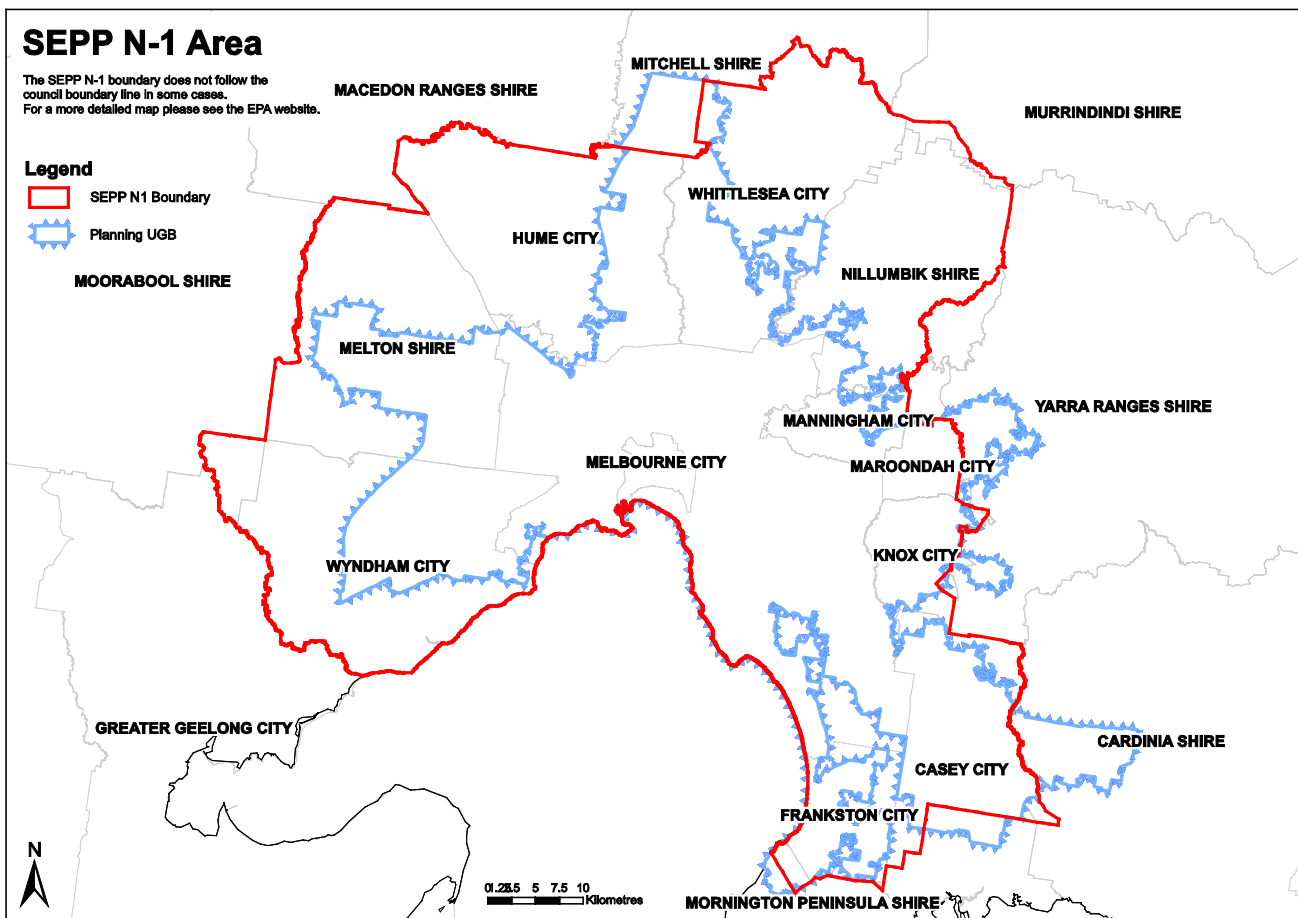 SEPP N-1 Area
The SEPP N-1 boundary does not follow the
council boundary line in some cases.
For a more detailed map please see the EPA website.
Legend
SEPP N1 Boundary
Planning UGB
MITCHELL SHIRE
MACEDON RANGES SHIRE
MURRINDINDI SHIRE
WHITTLESEA CITY
HUME CITY
NILLUMBIK SHIRE
MOORABOOL SHIRE
MELTON SHIRE
YARRA RANGES SHIRE
MANNINGHAM CITY
MELBOURNE CITY
MAROONDAH CITY
KNOX CITY
WYNDHAM CITY
GREATER GEELONG CITY
CARDINIA SHIRE
CASEY CITY
FRANKSTON CITY
N
5 7.5 10
Kilometres
MORNINGTON PENINSULA SHIRE